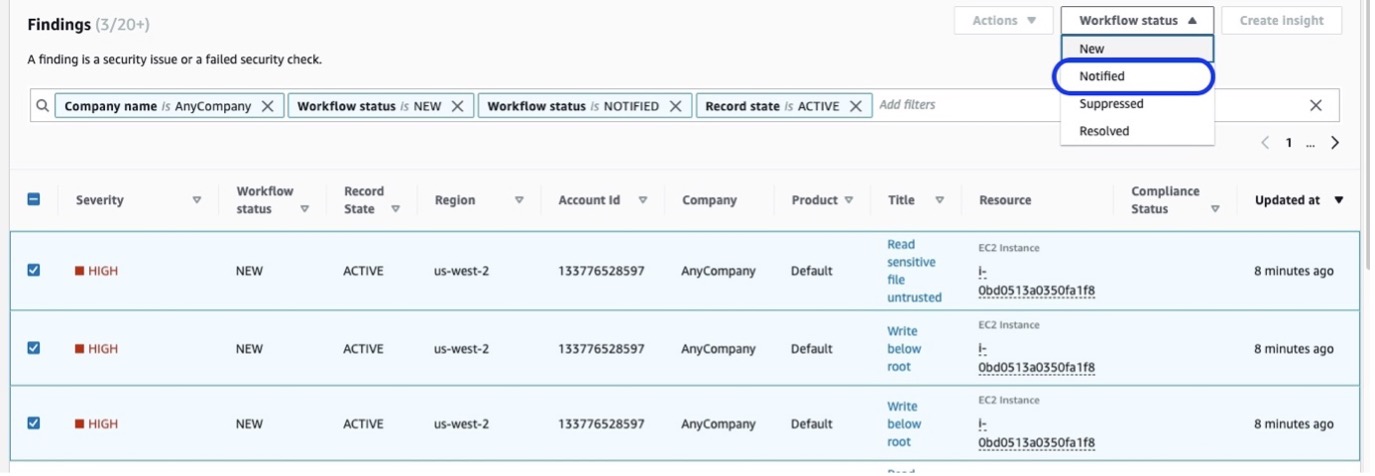 Findings (3/20+)
Actions
Workflow status
Create insight
A finding is a security issue or a failed security check.
New
Notified
Suppressed
Resolved
Company name is AnyCompany
Workflow status is NEW
Workflow status is NOTIFIED
Record state is ACTIVE
Add filters
1 ...
Severity
Workflow
status
Record
State
Region
Account Id
Company
Product
Title
Resource
Compliance
Status
Updated at
HIGH
NEW
ACTIVE
us-west-2
133776528597
AnyCompany
Default
Read
sensitive
file
untrusted
EC2 Instance
i-
0bd0513a0350fa1f8
8 minutes ago
HIGH
NEW
ACTIVE
us-west-2
133776528597
AnyCompany
Default
Write
below
root
EC2 Instance
i-
0bd0513a0350fa1f8
8 minutes ago
HIGH
NEW
ACTIVE
us-west-2
133776528597
AnyCompany
Default
Write
below
root
EC2 Instance
i-
0bd0513a0350fa1f8
8 minutes ago